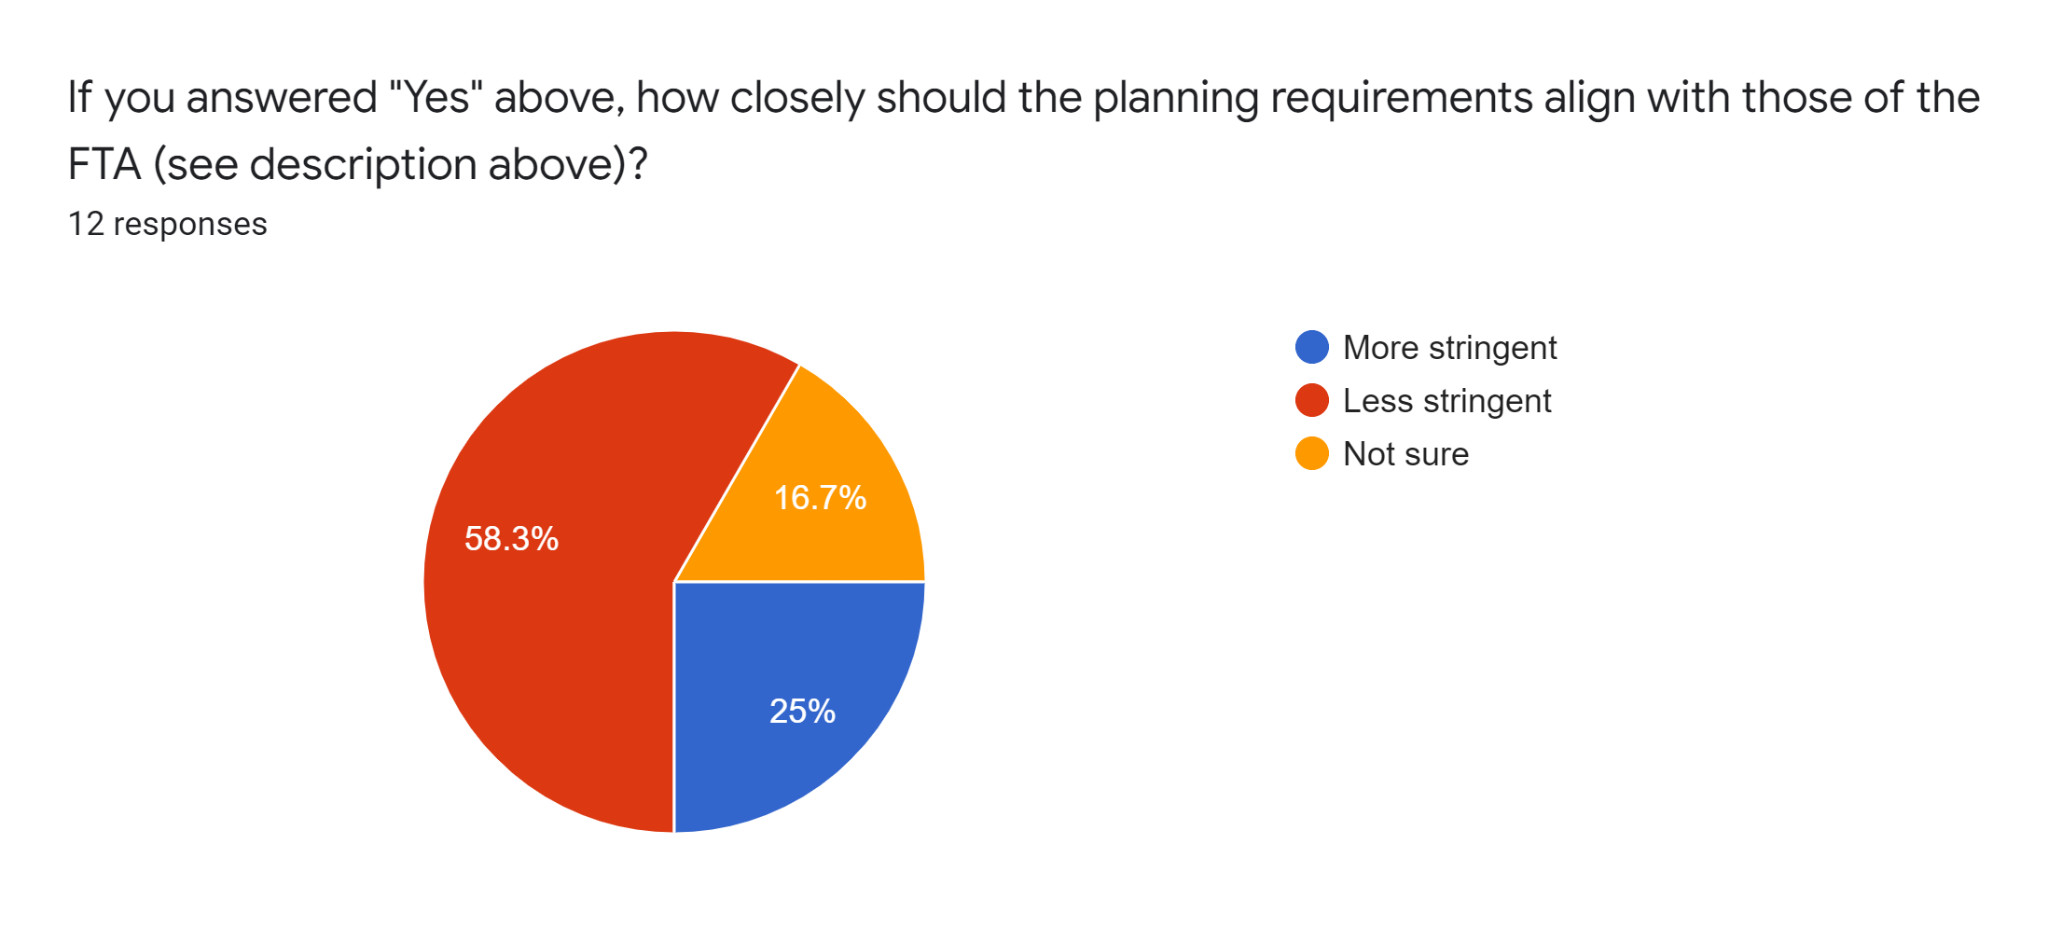 If you answered "Yes" above, how closely should the planning requirements align with those of the
FTA (see description above)?
12 responses
More stringent
Less stringent
Not sure
16.7%
58.3%
25%